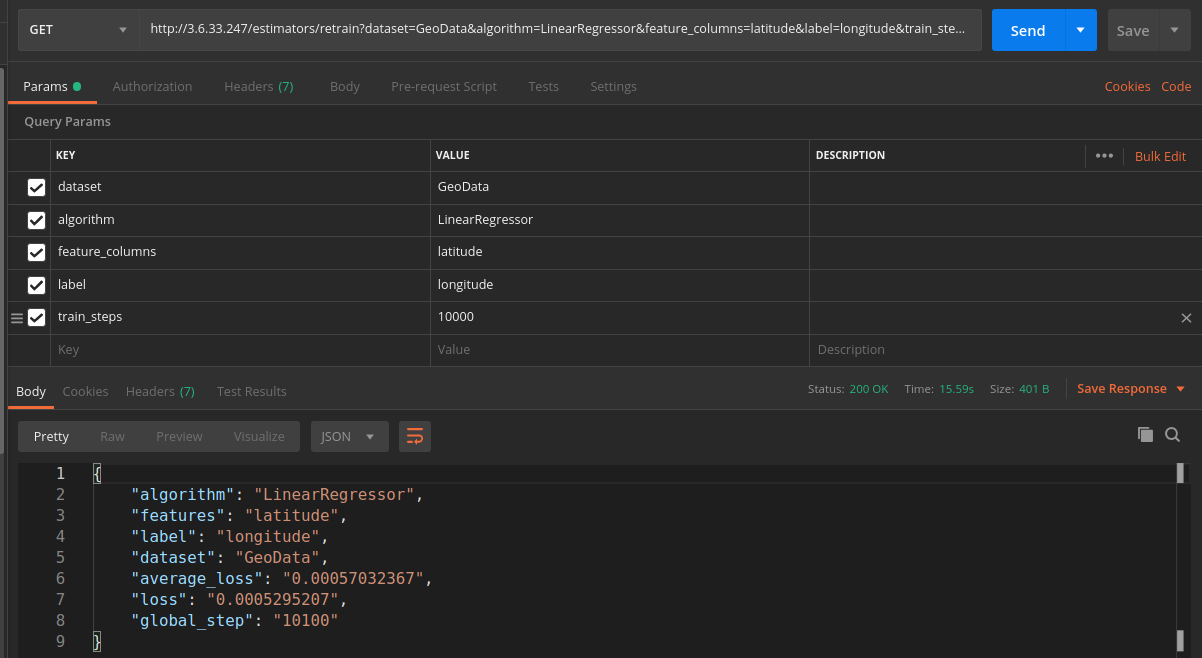 GET http://3.6.33.247/estimators/retrain?dataset=GeoData&algorithm=LinearRegressor&feature_columns=latitude&label=longitude&train_ste... Send Save
Params Authorization Headers (7) Body Pre-request Script Tests Settings Cookies Code
Query Params
KEY VALUE DESCRIPTION ••• Bulk Edit
dataset GeoData
algorithm LinearRegressor
feature_columns latitude
label longitude
train_steps 10000
Key Value Description
Body Cookies Headers (7) Test Results Status: 200 OK Time: 15.59s Size: 401 B Save Response
Pretty Raw Preview Visualize JSON
1 {
2 "algorithm": "LinearRegressor",
3 "features": "latitude",
4 "label": "longitude",
5 "dataset": "GeoData",
6 "average_loss": "0.00057032367",
7 "loss": "0.0005295207",
8 "global_step": "10100"
9 }